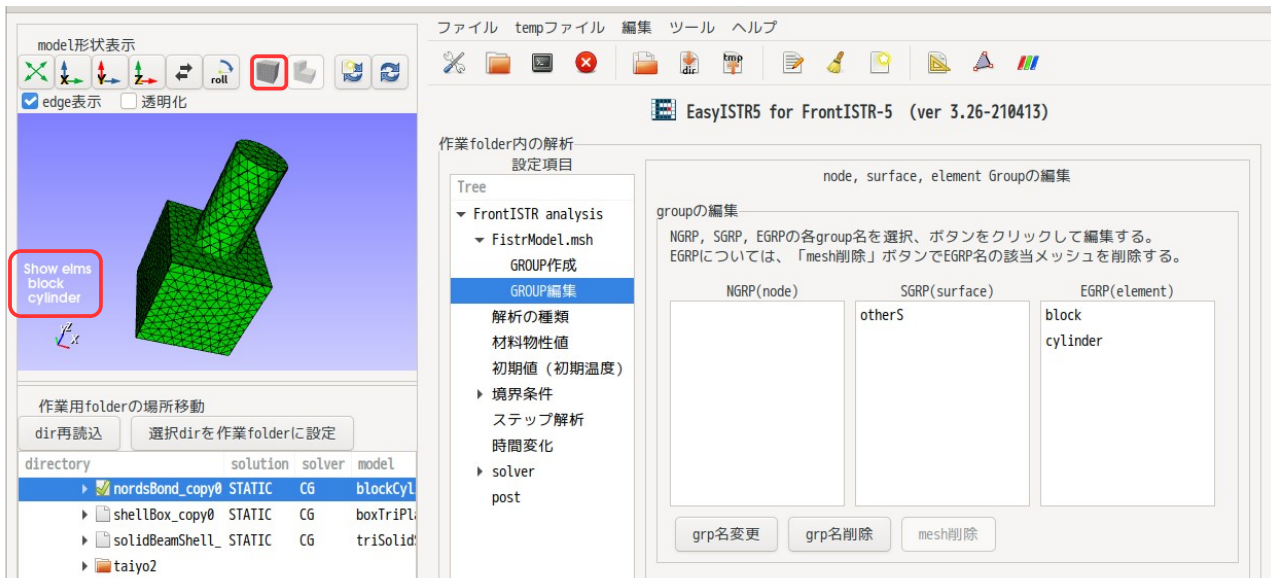 model形状表示
X Y Z roll
edge表示 透明化
Show elms
block
cylinder
YZ
X
作業用folderの場所移動
dir再読込 選択dirを作業folderに設定
directory solution solver model
nordsBond_copy0 STATIC CG blockCyl
shellBox_copy0 STATIC CG boxTriPl
solidBeamShell_ STATIC CG triSolid
taiyo2
ファイル tempファイル 編集 ツール ヘルプ
dir tmp
EasyISTR5 for FrontISTR-5 (ver 3.26-210413)
作業folder内の解析
設定項目
Tree
FrontISTR analysis
FistrModel.msh
GROUP作成
GROUP編集
解析の種類
材料物性値
初期値（初期温度）
境界条件
ステップ解析
時間変化
solver
post
node, surface, element Groupの編集
groupの編集
NGRP, SGRP, EGRPの各group名を選択、ボタンをクリックして編集する。
EGRPについては、「mesh削除」ボタンでEGRP名の該当メッシュを削除する。
NGRP(node) SGRP(surface) EGRP(element)
otherS block
cylinder
grp名変更 grp名削除 mesh削除